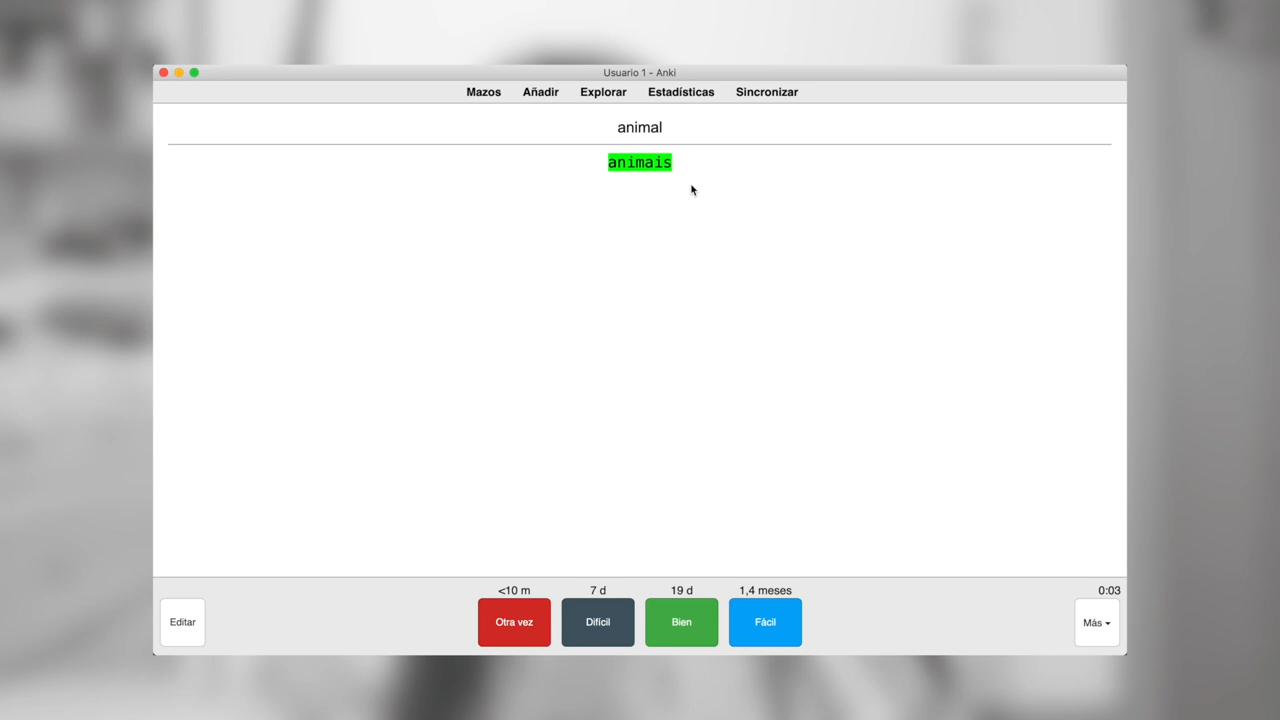 Usuario 1 - Anki
Mazos Añadir Explorar Estadísticas Sincronizar
animal
animais
<10 m 7 d 19 d 1,4 meses 0:03
Editar Otra vez Difícil Bien Fácil Más